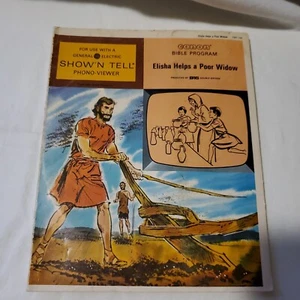 FOR USE WITH A
GENERAL ELECTRIC
SHOW'N TELL®
PHONO-VIEWER
BIBLE PROGRAM
Elisha Helps a Poor Widow